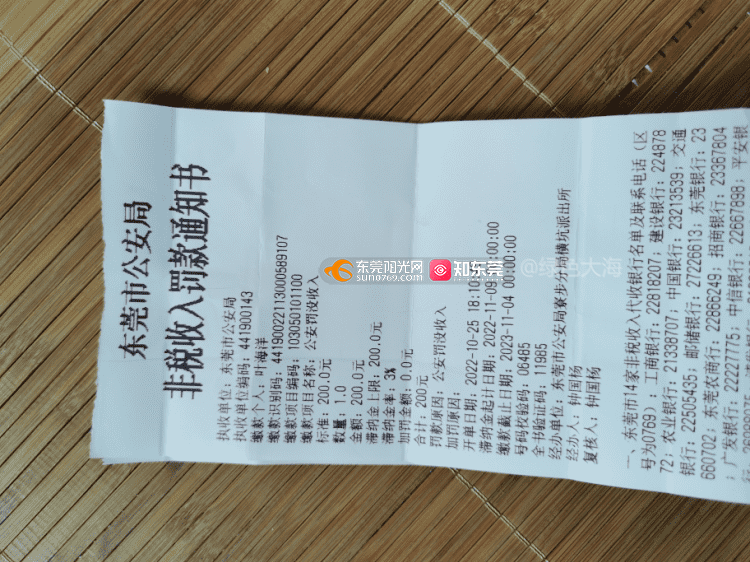 东莞市公安局
非税收入罚款通知书
执收单位：东莞市公安局
执收单位编码：441900143
缴款个人：叶海洋
缴款识别码：441900221130000589107
缴款项目编码：103050101100
缴款项目名称：公安罚没收入
标准：200.0元
数量：1.0
金额：200.0元
滞纳金上限：200.0元
滞纳金率：3%
加罚金额：0.0元
合计：200元
罚款原因：公安罚没收入
加罚原因：
开单日期：2022-10-25 18:1
滞纳金起计日期：2022-11-09 00:00:00
缴款截止日期：2023-11-04 00:00:00
号码校验码：06485
全书验证码：11985
经办单位：东莞市公安局寮步分局横坑派出所
经办人：钟国杨
复核人：钟国杨
一、东莞市14家非税收入代收银行名单及联系电话（区
号为0769）：工商银行：22818207；建设银行：224878
72；农业银行：21338707；中国银行：23213539；交通
银行：22505435；邮储银行：27226613；东莞银行：23
660702；东莞农商行：22866249；招商银行：23367804
；广发银行：22227775；中信银行：22667898；平安银
东莞阳光网
sun0769.com
知东莞
@绿色大海